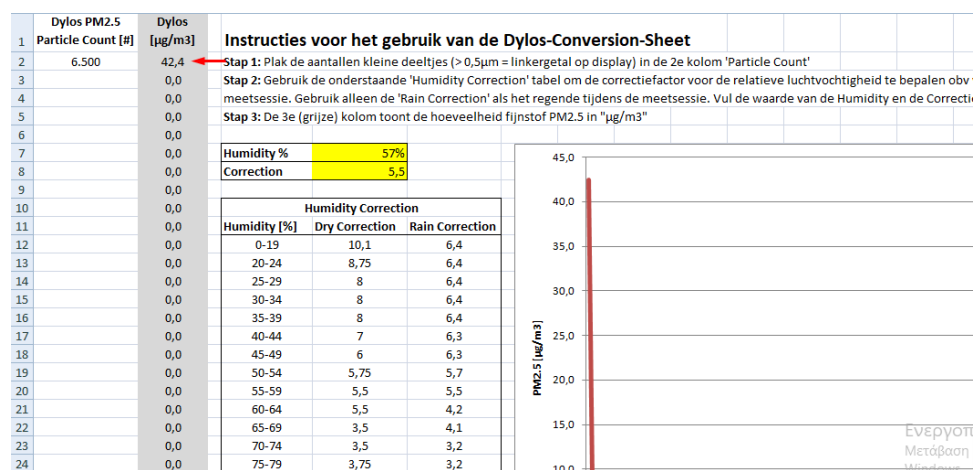 Dylos PM2.5 Dylos
1 Particle Count [#] [µg/m3] Instructies voor het gebruik van de Dylos-Conversion-Sheet
2 6.500 42,4 Stap 1: Plak de aantallen kleine deeltjes (> 0,5µm = linkergetal op display) in de 2e kolom 'Particle Count'
3 0,0 Stap 2: Gebruik de onderstaande 'Humidity Correction' tabel om de correctiefactor voor de relatieve luchtvochtigheid te bepalen obv
4 0,0 meetsessie. Gebruik alleen de 'Rain Correction' als het regende tijdens de meetsessie. Vul de waarde van de Humidity en de Correcti
5 0,0 Stap 3: De 3e (grijze) kolom toont de hoeveelheid fijnstof PM2.5 in "µg/m3"
6 0,0
7 0,0 Humidity % 57% 45,0
8 0,0 Correction 5,5
9 0,0 40,0
10 0,0 Humidity Correction
11 0,0 Humidity [%] Dry Correction Rain Correction
12 0,0 0-19 10,1 6,4 35,0
13 0,0 20-24 8,75 6,4
14 0,0 25-29 8 6,4 30,0
15 0,0 30-34 8 6,4
16 0,0 35-39 8 6,4
17 0,0 40-44 7 6,3 25,0
18 0,0 45-49 6 6,3
19 0,0 50-54 5,75 5,7 20,0
20 0,0 55-59 5,5 5,5
21 0,0 60-64 5,5 4,2
22 0,0 65-69 3,5 4,1 15,0
23 0,0 70-74 3,5 3,2
24 0,0 75-79 3,75 3,2 10,0
PM2.5 [µg/m3]
Ενεργοπ
Μετάβαση
Windows